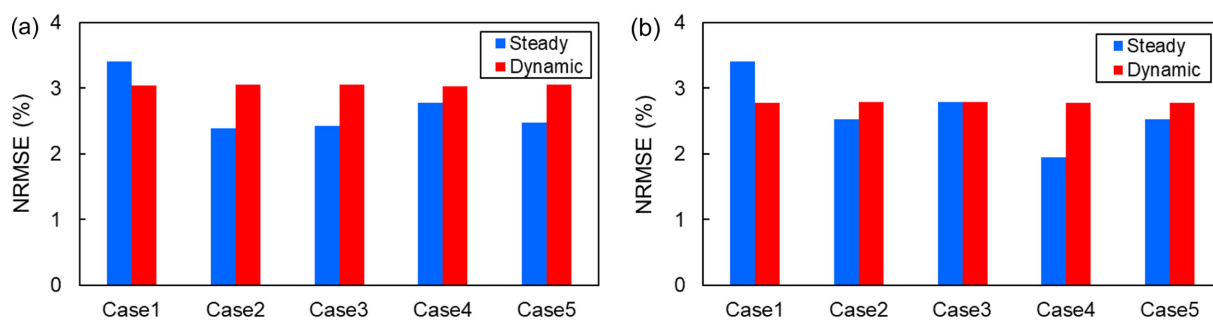 (a)
NRMSE (%)
4
3
2
1
0
Steady
Dynamic
Case1 Case2 Case3 Case4 Case5
(b)
NRMSE (%)
4
3
2
1
0
Steady
Dynamic
Case1 Case2 Case3 Case4 Case5